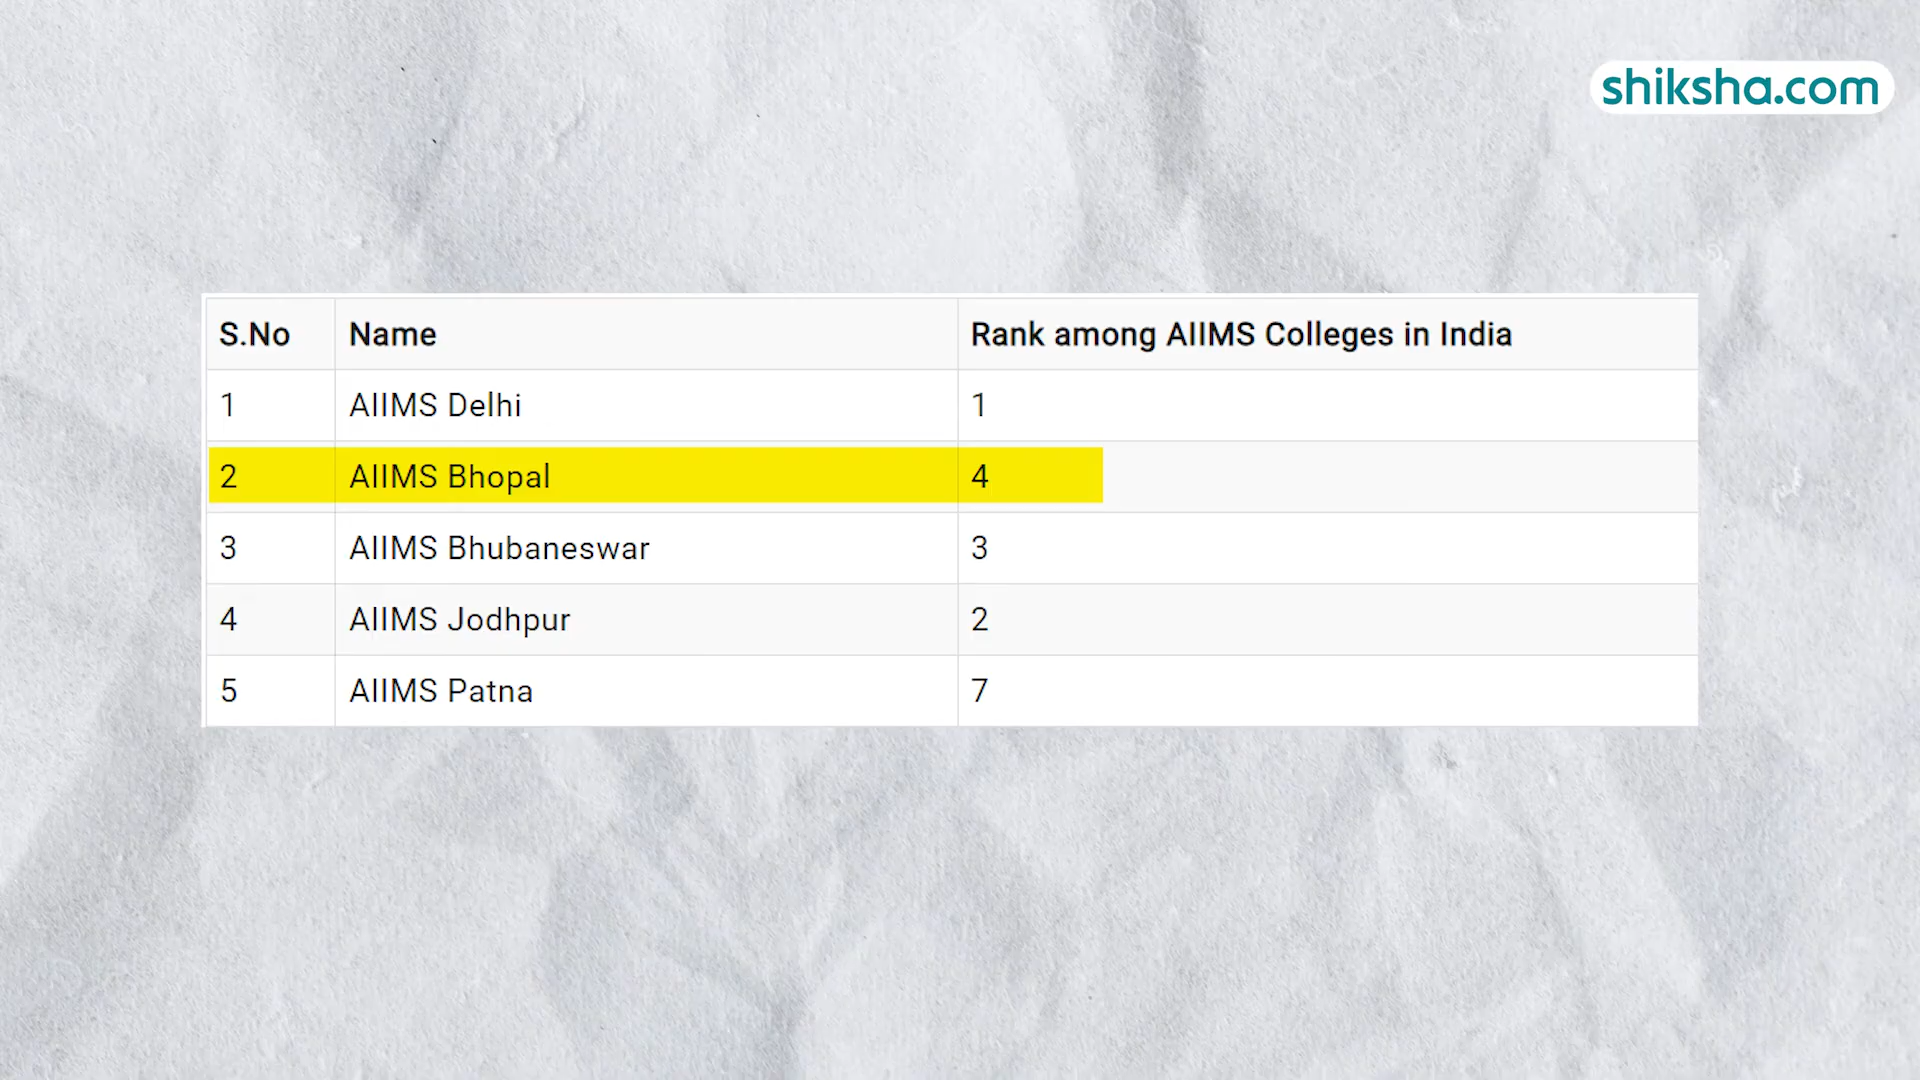 shiksha.com
S.No Name Rank among AIIMS Colleges in India
1 AIIMS Delhi 1
2 AIIMS Bhopal 4
3 AIIMS Bhubaneswar 3
4 AIIMS Jodhpur 2
5 AIIMS Patna 7